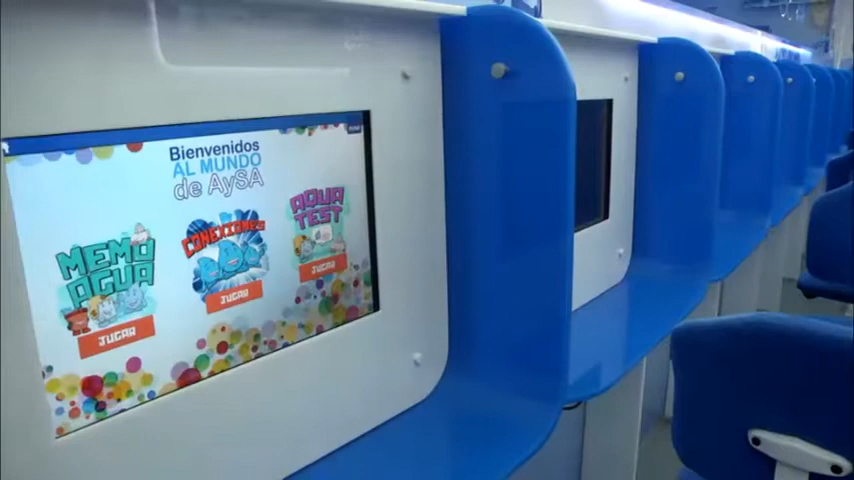 Bienvenidos
AL MUNDO
de AySA
MEMO
AGUA
JUGAR
CONEXIONES
JUGAR
AQUA
TEST
JUGAR